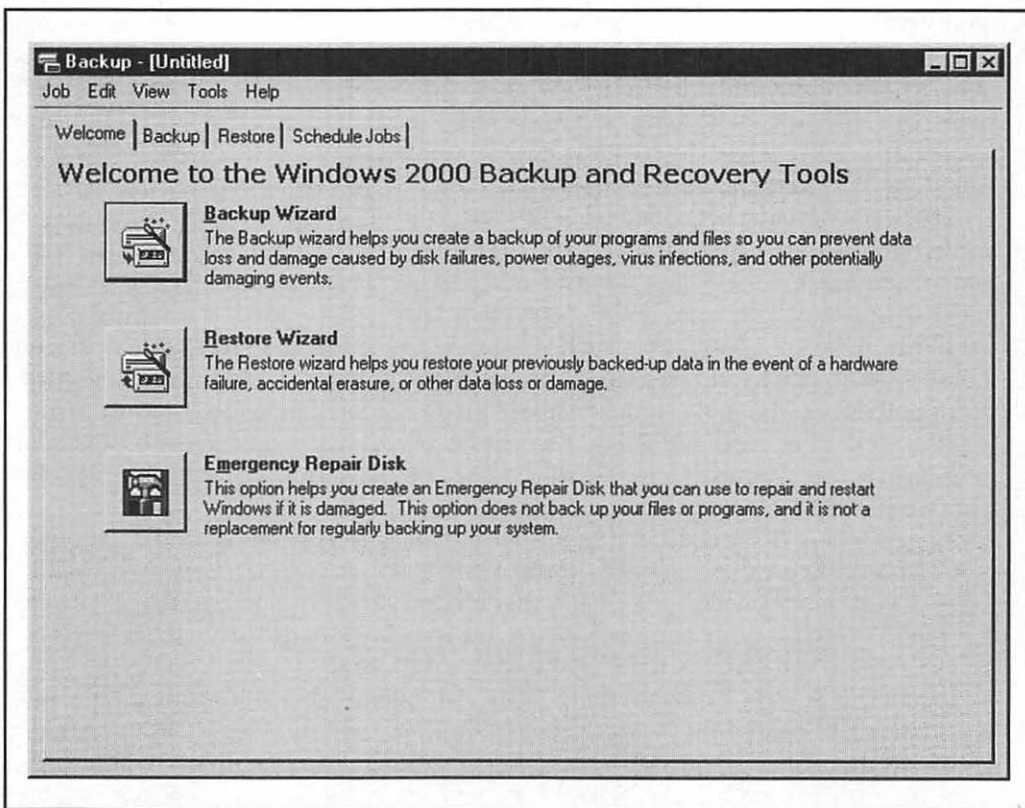 Backup - [Untitled]
Job Edit View Tools Help
Welcome Backup Restore Schedule Jobs
Welcome to the Windows 2000 Backup and Recovery Tools
Backup Wizard
The Backup wizard helps you create a backup of your programs and files so you can prevent data
loss and damage caused by disk failures, power outages, virus infections, and other potentially
damaging events.
Restore Wizard
The Restore wizard helps you restore your previously backed-up data in the event of a hardware
failure, accidental erasure, or other data loss or damage.
Emergency Repair Disk
This option helps you create an Emergency Repair Disk that you can use to repair and restart
Windows if it is damaged. This option does not back up your files or programs, and it is not a
replacement for regularly backing up your system.